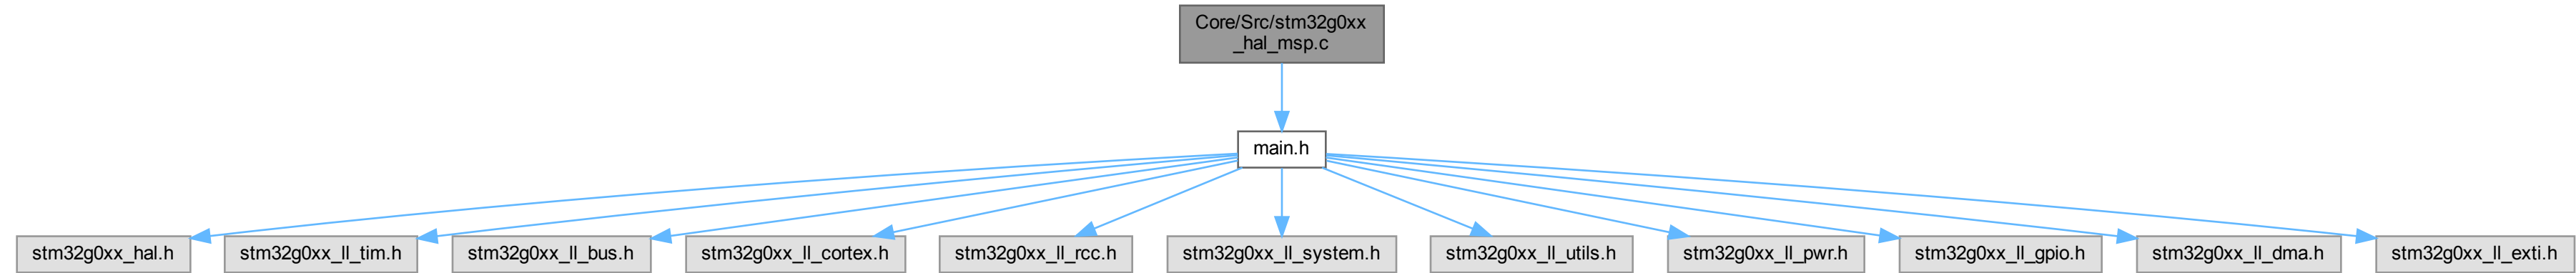 Core/Src/stm32g0xx
_hal_msp.c
main.h
stm32g0xx_hal.h
stm32g0xx_ll_tim.h
stm32g0xx_ll_bus.h
stm32g0xx_ll_cortex.h
stm32g0xx_ll_rcc.h
stm32g0xx_ll_system.h
stm32g0xx_ll_utils.h
stm32g0xx_ll_pwr.h
stm32g0xx_ll_gpio.h
stm32g0xx_ll_dma.h
stm32g0xx_ll_exti.h